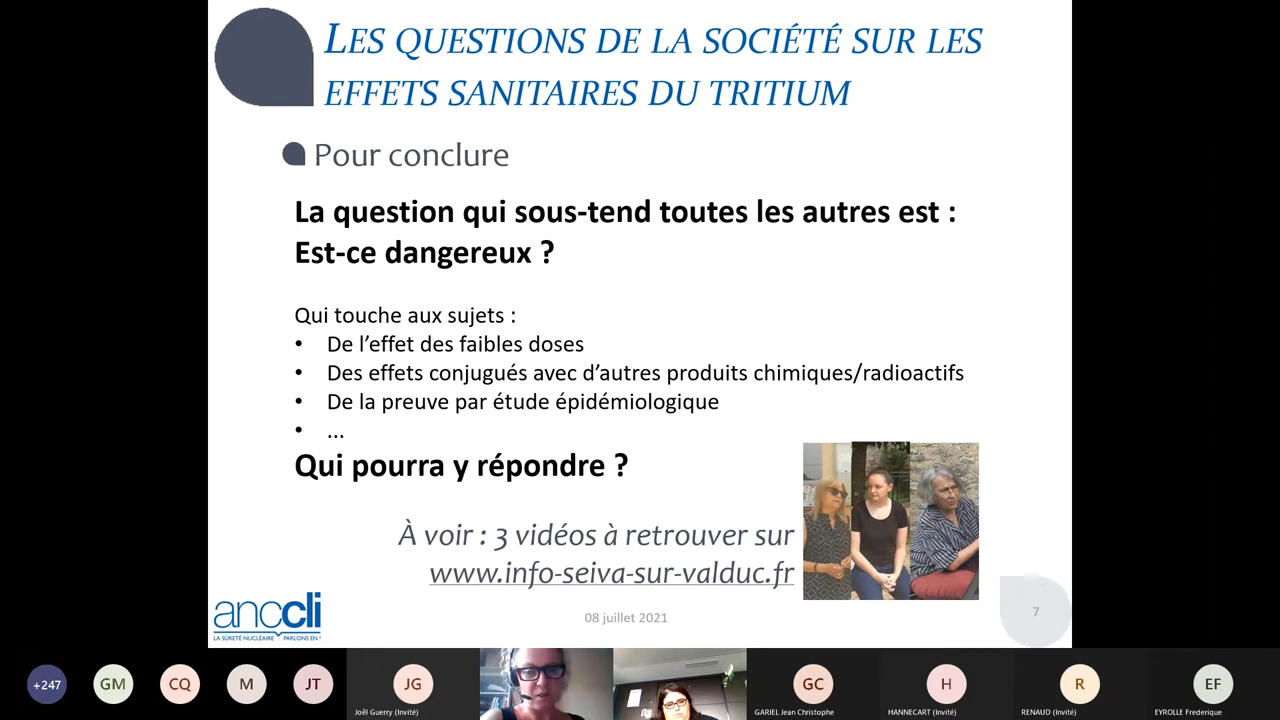 LES QUESTIONS DE LA SOCIÉTÉ SUR LES
EFFETS SANITAIRES DU TRITIUM
Pour conclure
La question qui sous-tend toutes les autres est :
Est-ce dangereux ?
Qui touche aux sujets :
• De l’effet des faibles doses
• Des effets conjugués avec d’autres produits chimiques/radioactifs
• De la preuve par étude épidémiologique
• ...
Qui pourra y répondre ?
À voir : 3 vidéos à retrouver sur
www.info-seiva-sur-valduc.fr
anccli
LA SÛRETÉ NUCLÉAIRE PARLONS EN !
08 juillet 2021
7
+247
GM
CQ
M
JT
JG
Joël Guerry (Invité)
GC
GARIEL Jean Christophe
H
HANNECART (Invité)
R
RENAUD (Invité)
EF
EYROLLE Frederique